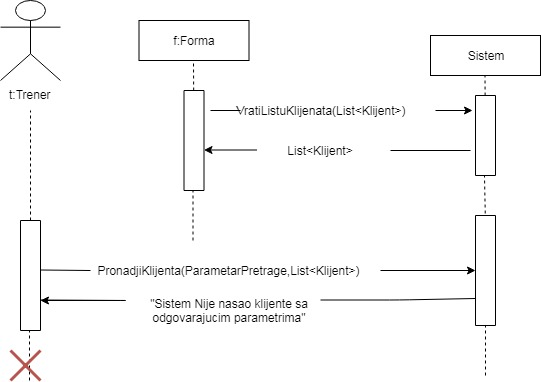 f:Forma
Sistem
t:Trener
VratiListuKlijenata(List<Klijent>)
List<Klijent>
PronadjiKlijenta(ParametarPretrage,List<Klijent>)
"Sistem Nije nasao klijente sa
odgovarajucim parametrima"